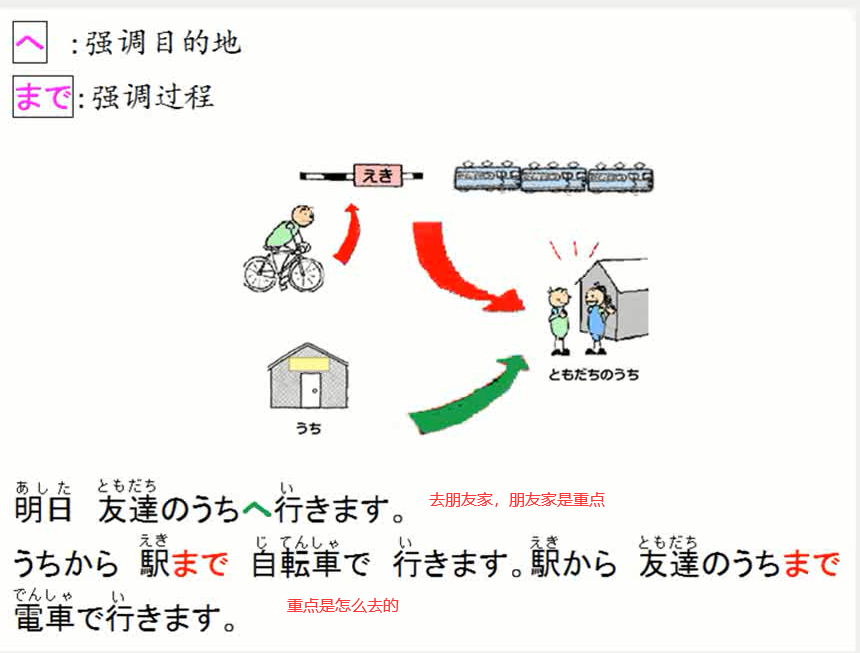 へ :强调目的地
まで:强调过程
えき
ともだちのうち
うち
あした ともだち い
明日 友達のうちへ行きます。 去朋友家，朋友家是重点
えき じ てんしゃ い えき ともだち
うちから 駅まで 自転車で 行きます。駅から 友達のうちまで
でんしゃ い
電車で行きます。 重点是怎么去的